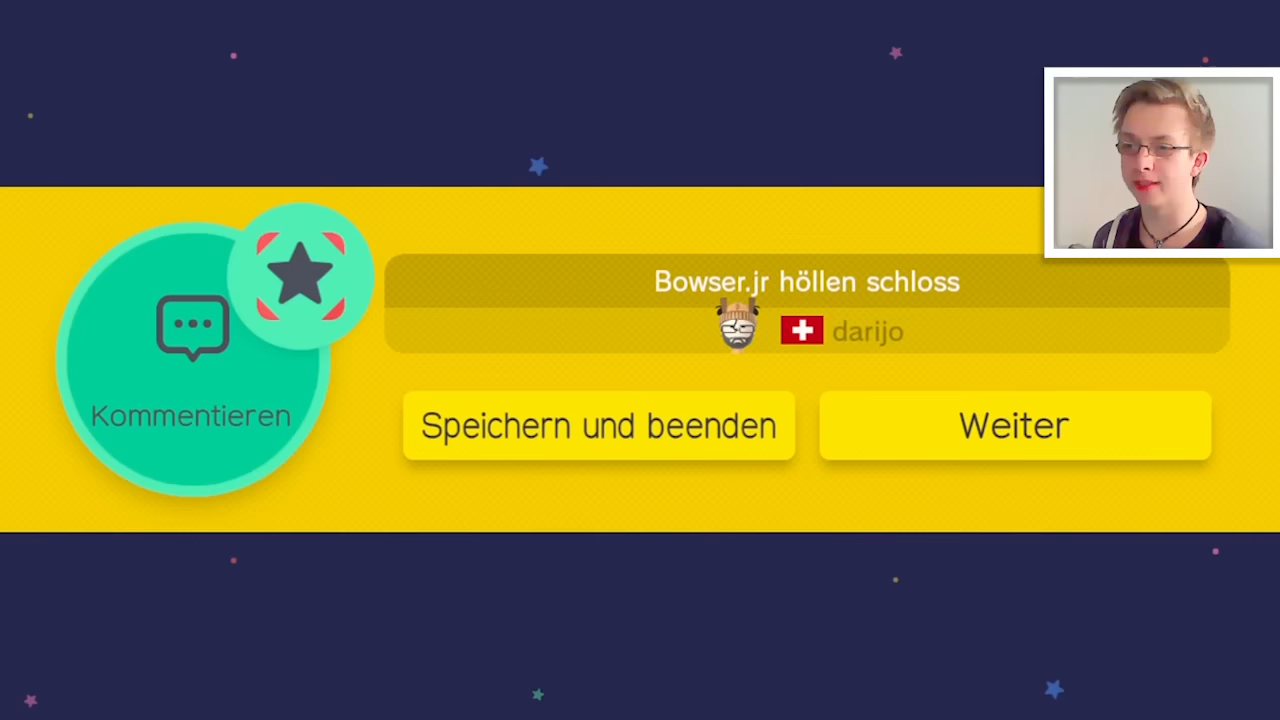 Bowser.jr höllen schloss
darijo
Kommentieren
Speichern und beenden
Weiter